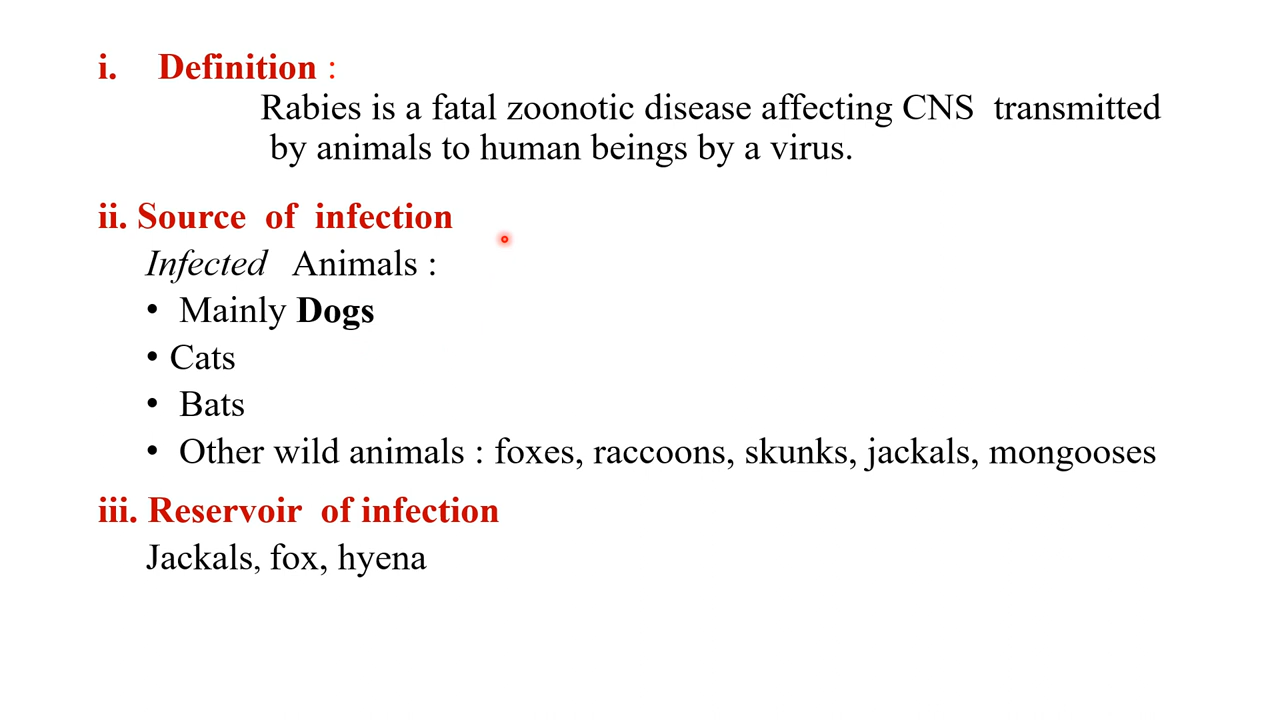 i. Definition :
Rabies is a fatal zoonotic disease affecting CNS transmitted
by animals to human beings by a virus.
ii. Source of infection
Infected Animals :
• Mainly Dogs
• Cats
• Bats
• Other wild animals : foxes, raccoons, skunks, jackals, mongooses
iii. Reservoir of infection
Jackals, fox, hyena